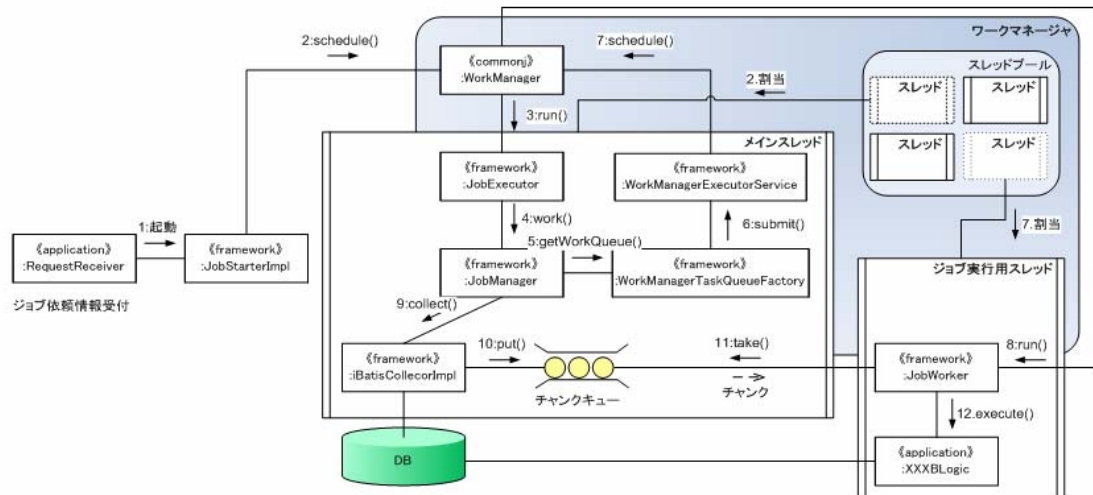 ワークマネージャ
スレッドプール
スレッド
スレッド
スレッド
スレッド
2:schedule()
7:schedule()
2.割当
《commonj》
:WorkManager
3:run()
メインスレッド
《framework》
:JobExecutor
《framework》
:WorkManagerExecutorService
4:work()
6:submit()
7.割当
1:起動
5:getWorkQueue()
《application》
:RequestReceiver
《framework》
:JobStarterImpl
《framework》
:JobManager
《framework》
:WorkManagerTaskQueueFactory
ジョブ実行用スレッド
ジョブ依頼情報受付
9:collect()
10:put()
11:take()
8:run()
《framework》
:iBatisCollecorImpl
チャンクキュー
チャンク
《framework》
:JobWorker
12.execute()
DB
《application》
:XXXBLogic